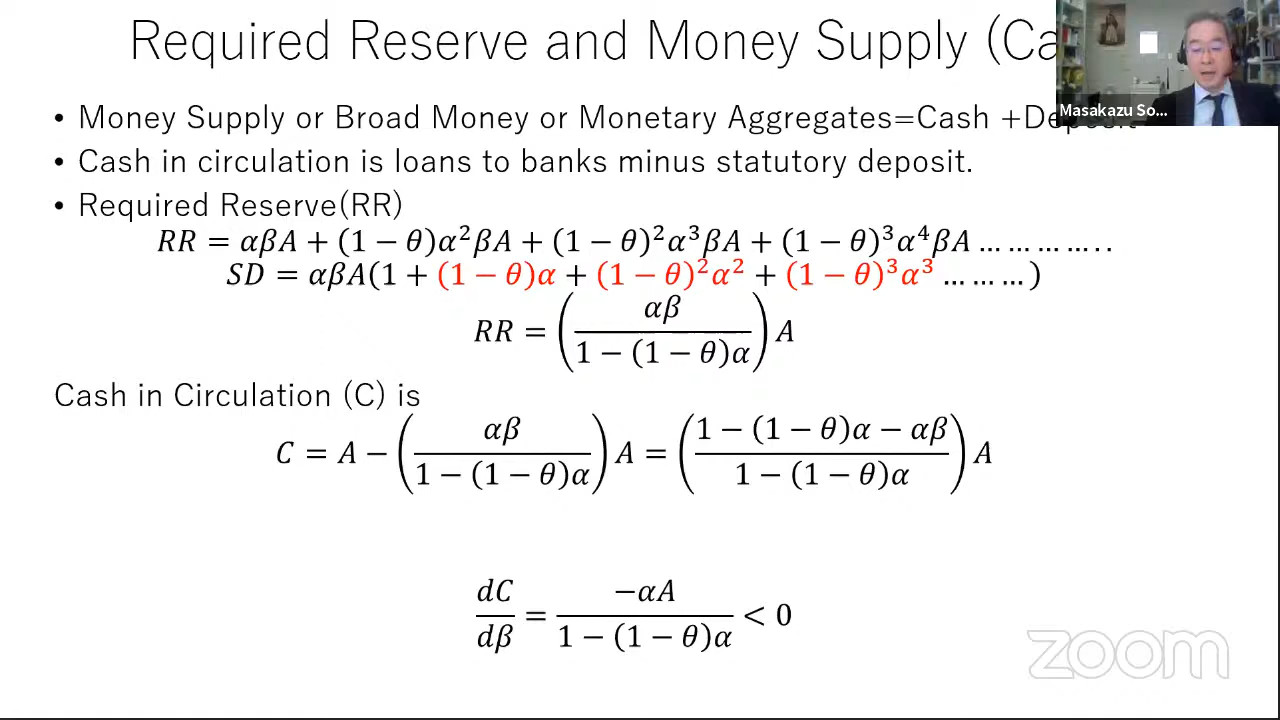 Required Reserve and Money Supply (Ca
• Money Supply or Broad Money or Monetary Aggregates=Cash +Deposit
• Cash in circulation is loans to banks minus statutory deposit.
• Required Reserve(RR)
RR = αβA + (1 − θ)α²βA + (1 − θ)²α³βA + (1 − θ)³α⁴βA … … … … . .
SD = αβA(1 + (1 − θ)α + (1 − θ)²α² + (1 − θ)³α³ … … … )
RR = (αβ / 1 − (1 − θ)α) A
Cash in Circulation (C) is
C = A − (αβ / 1 − (1 − θ)α) A = (1 − (1 − θ)α − αβ / 1 − (1 − θ)α) A
dC / dβ = −αA / 1 − (1 − θ)α < 0
Masakazu So...
zoom